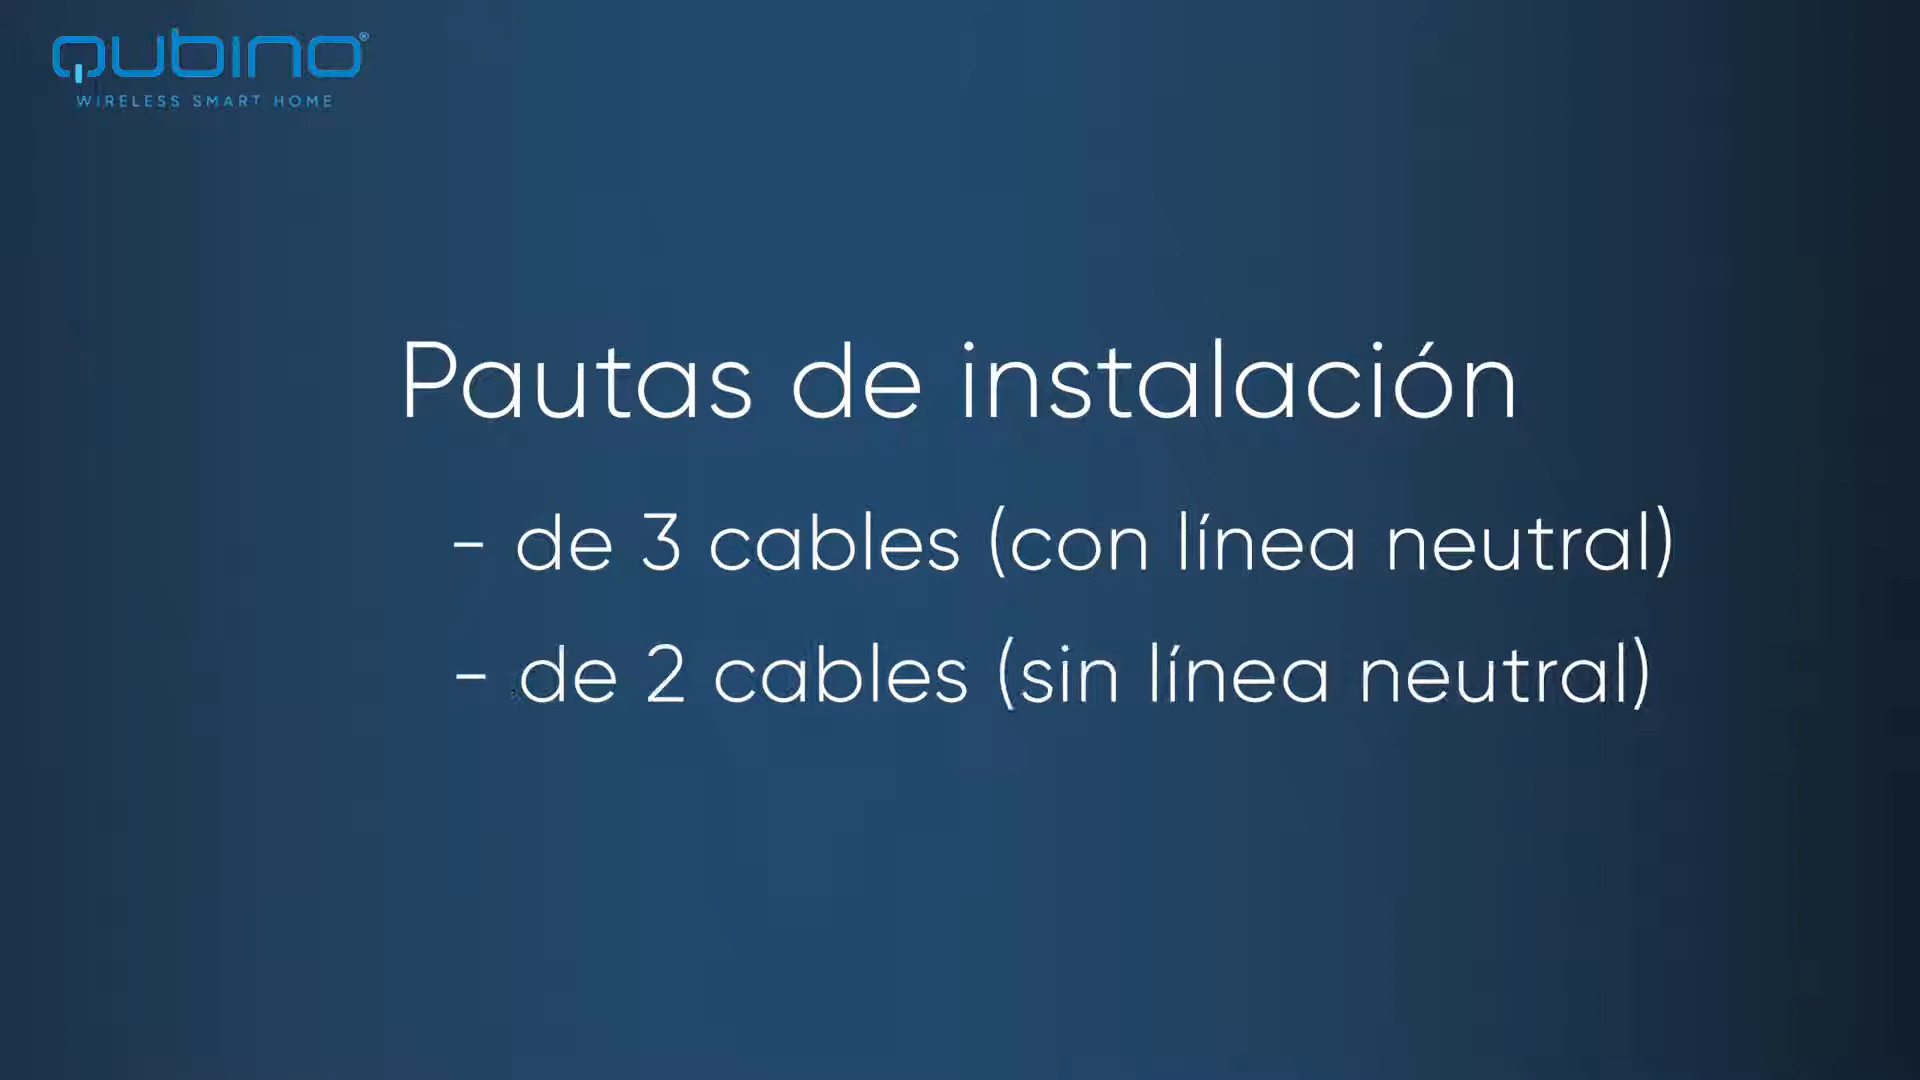 Qubino®
WIRELESS SMART HOME
Pautas de instalación
- de 3 cables (con línea neutral)
- de 2 cables (sin línea neutral)